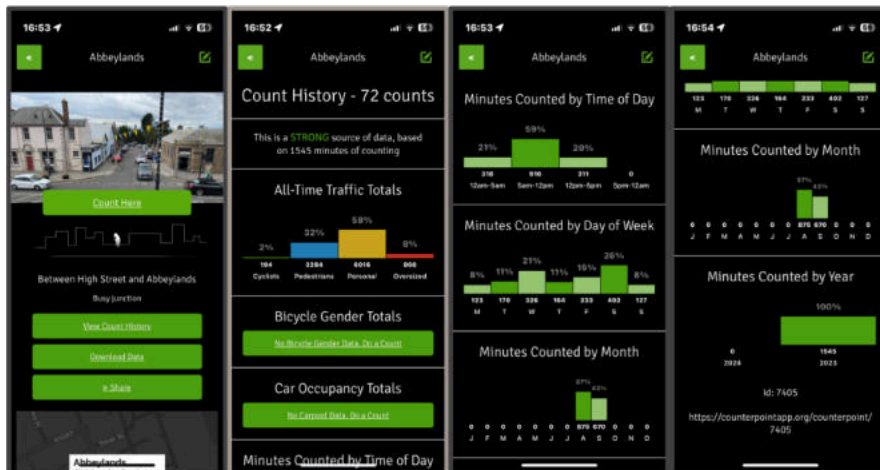 16:53
Abbeylands
Count Here
Between High Street and Abbeylands
Busy junction
View Count History
Download Data
Share
Abbeylands
16:52
Abbeylands
Count History - 72 counts
This is a STRONG source of data, based
on 1545 minutes of counting
All-Time Traffic Totals
2% 32% 59% 8%
194 3284 6016
Cyclists Pedestrians Personal Oversized
Bicycle Gender Totals
No Bicycle Gender Data. Do a Count
Car Occupancy Totals
No Carpool Data. Do a Count
Minutes Counted by Time of Day
16:53
Abbeylands
Minutes Counted by Time of Day
21% 59% 20%
318 916 311 0
12am-5am 5am-12pm 12pm-5pm 5pm-12am
Minutes Counted by Day of Week
8% 11% 21% 11% 15% 26% 8%
123 170 326 164 233 402 127
M T W T F S S
Minutes Counted by Month
57% 43%
0 0 0 0 0 0 0 875 670 0 0 0
J F M A M J J A S O N D
16:54
Abbeylands
123 170 326 164 233 402 127
M T W T F S S
Minutes Counted by Month
57% 43%
0 0 0 0 0 0 0 875 670 0 0 0
J F M A M J J A S O N D
Minutes Counted by Year
100%
0 1545
2024 2023
Id: 7405
https://counterpointapp.org/counterpoint/
7405